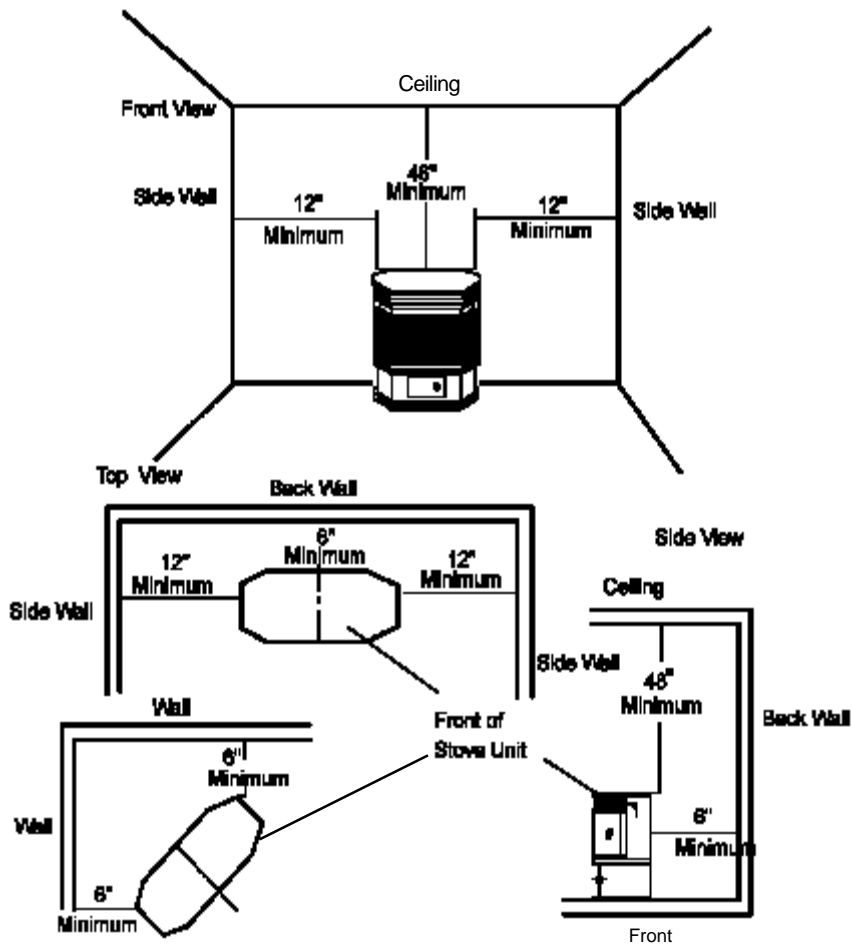 Ceiling
Front View
48"
Minimum
Side Wall
12"
Minimum
12"
Minimum
Side Wall
Top View
Back Wall
6"
Minimum
12"
Minimum
12"
Minimum
Side Wall
Side Wall
Side View
Ceiling
48"
Minimum
Back Wall
6"
Minimum
Front
Wall
6"
Minimum
Wall
6"
Minimum
Front of
Stove Unit